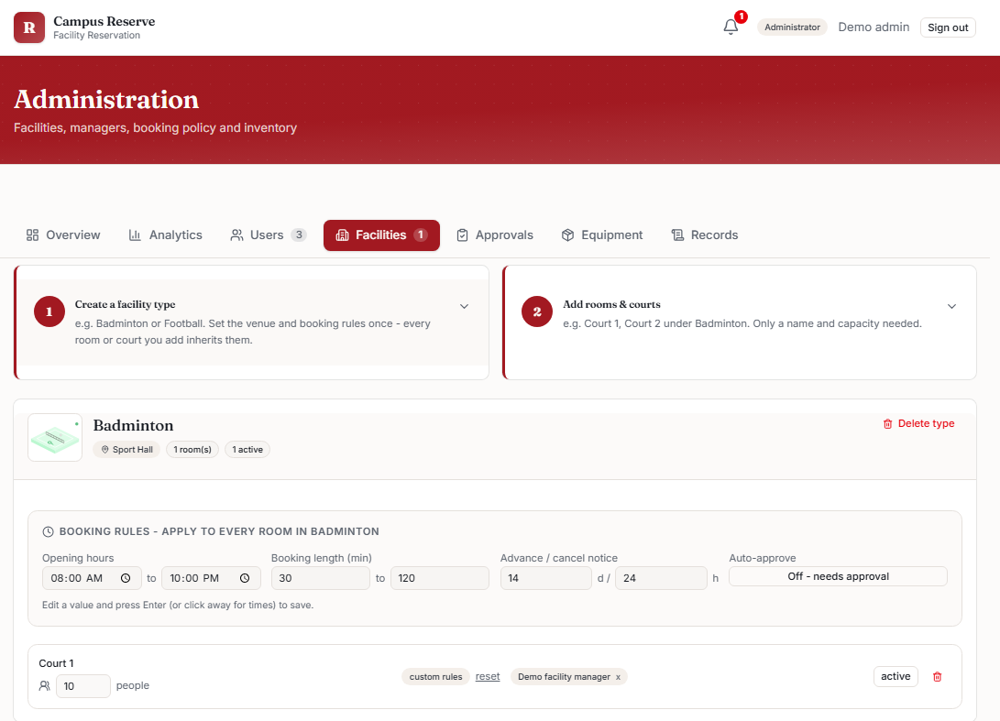 R
Campus Reserve
Facility Reservation
1
Administrator
Demo admin
Sign out
Administration
Facilities, managers, booking policy and inventory
Overview
Analytics
Users 3
Facilities 1
Approvals
Equipment
Records
1
Create a facility type
e.g. Badminton or Football. Set the venue and booking rules once - every
room or court you add inherits them.
2
Add rooms & courts
e.g. Court 1, Court 2 under Badminton. Only a name and capacity needed.
Badminton
Sport Hall
1 room(s)
1 active
Delete type
BOOKING RULES - APPLY TO EVERY ROOM IN BADMINTON
Opening hours
Booking length (min)
Advance / cancel notice
Auto-approve
08:00 AM to 10:00 PM
30 to 120
14 d / 24 h
Off - needs approval
Edit a value and press Enter (or click away for times) to save.
Court 1
10 people
custom rules
reset
Demo facility manager x
active